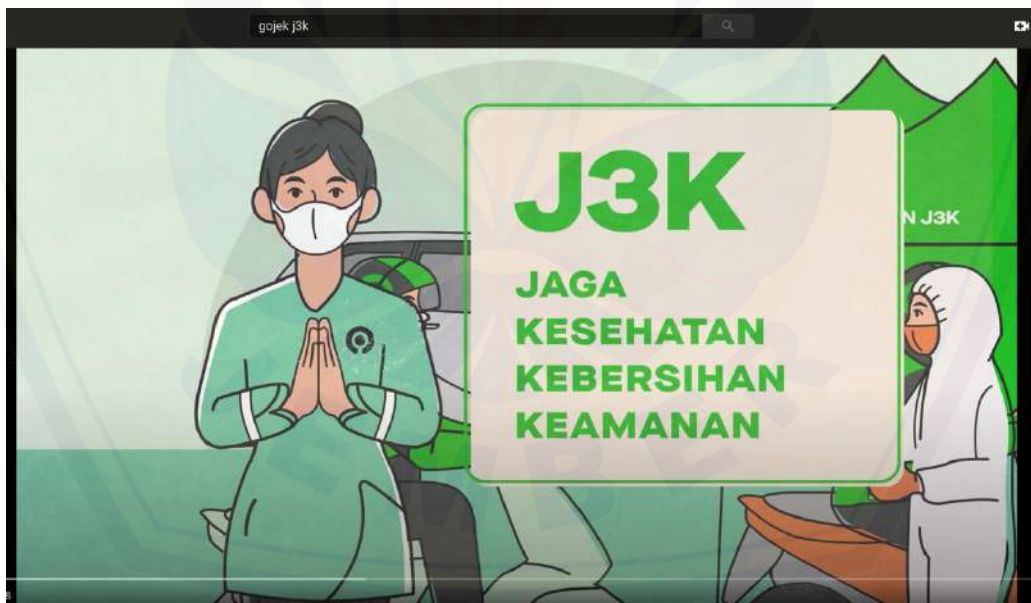 gojek j3k
J3K
N J3K
JAGA
KESEHATAN
KEBERSIHAN
KEAMANAN